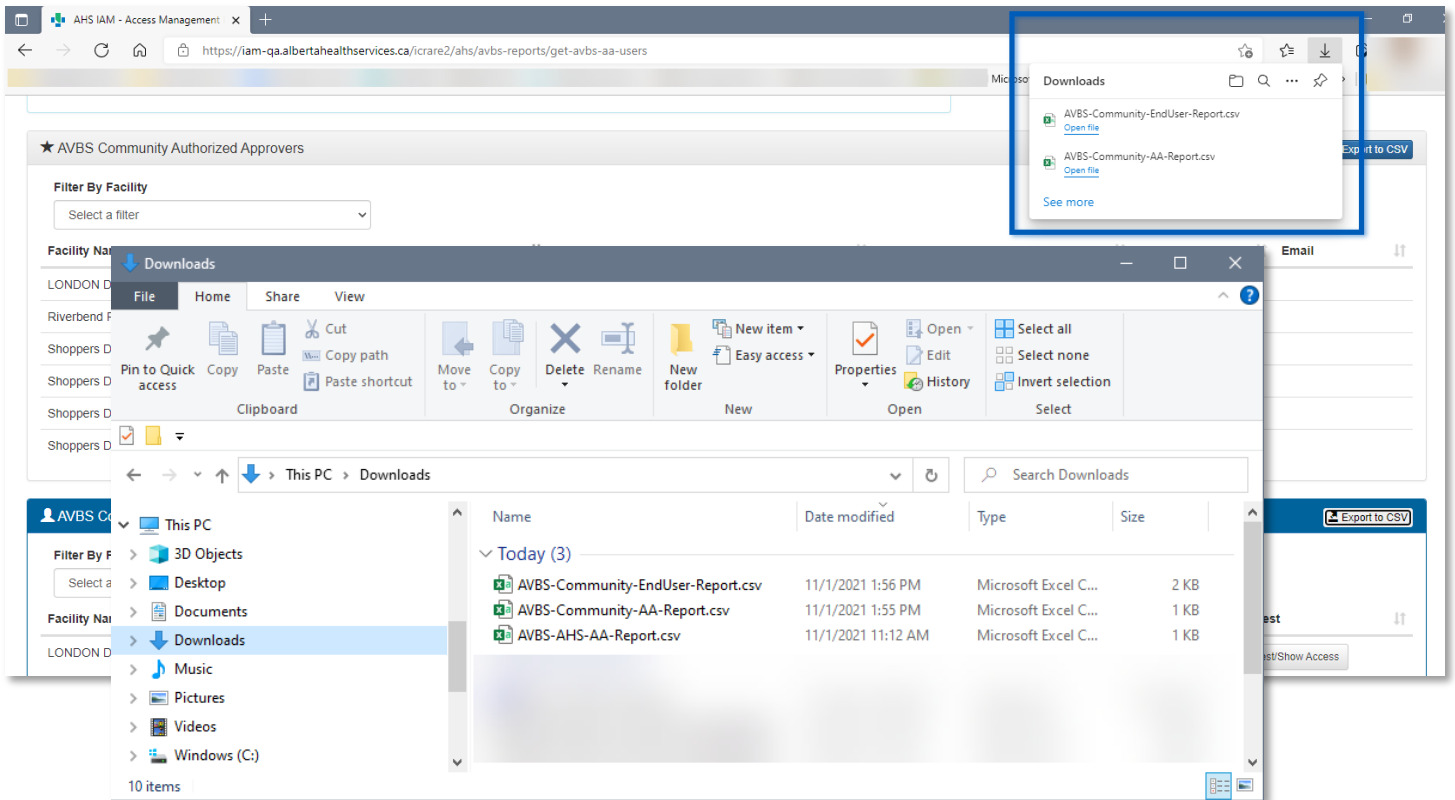 AHS IAM - Access Management
https://iam-qa.albertahealthservices.ca/icrare2/ahs/avbs-reports/get-avbs-aa-users
Downloads
AVBS-Community-EndUser-Report.csv
Open file
AVBS-Community-AA-Report.csv
Open file
See more
AVBS Community Authorized Approvers
Export to CSV
Filter By Facility
Select a filter
Email
Downloads
File Home Share View
Pin to Quick access
Copy
Paste
Cut
Copy path
Paste shortcut
Clipboard
Move to
Copy to
Delete
Rename
Organize
New folder
New item
Easy access
New
Properties
Open
Edit
History
Open
Select all
Select none
Invert selection
Select
This PC > Downloads
Search Downloads
Export to CSV
This PC
3D Objects
Desktop
Documents
Downloads
Music
Pictures
Videos
Windows (C:)
Name Date modified Type Size
Today (3)
AVBS-Community-EndUser-Report.csv 11/1/2021 1:56 PM Microsoft Excel C... 2 KB
AVBS-Community-AA-Report.csv 11/1/2021 1:55 PM Microsoft Excel C... 1 KB
AVBS-AHS-AA-Report.csv 11/1/2021 11:12 AM Microsoft Excel C... 1 KB
10 items
LONDON D
Riverbend
Shoppers D
Shoppers D
Shoppers D
Shoppers D
AVBS
Filter By
Select a
Facility
LONDON D
Show Access